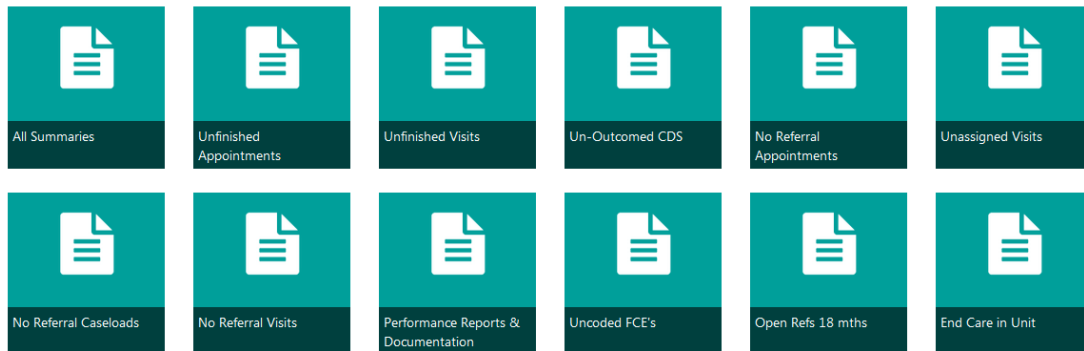 All Summaries
Unfinished
Appointments
Unfinished Visits
Un-Outcomed CDS
No Referral
Appointments
Unassigned Visits
No Referral Caseloads
No Referral Visits
Performance Reports &
Documentation
Uncoded FCE's
Open Refs 18 mths
End Care in Unit